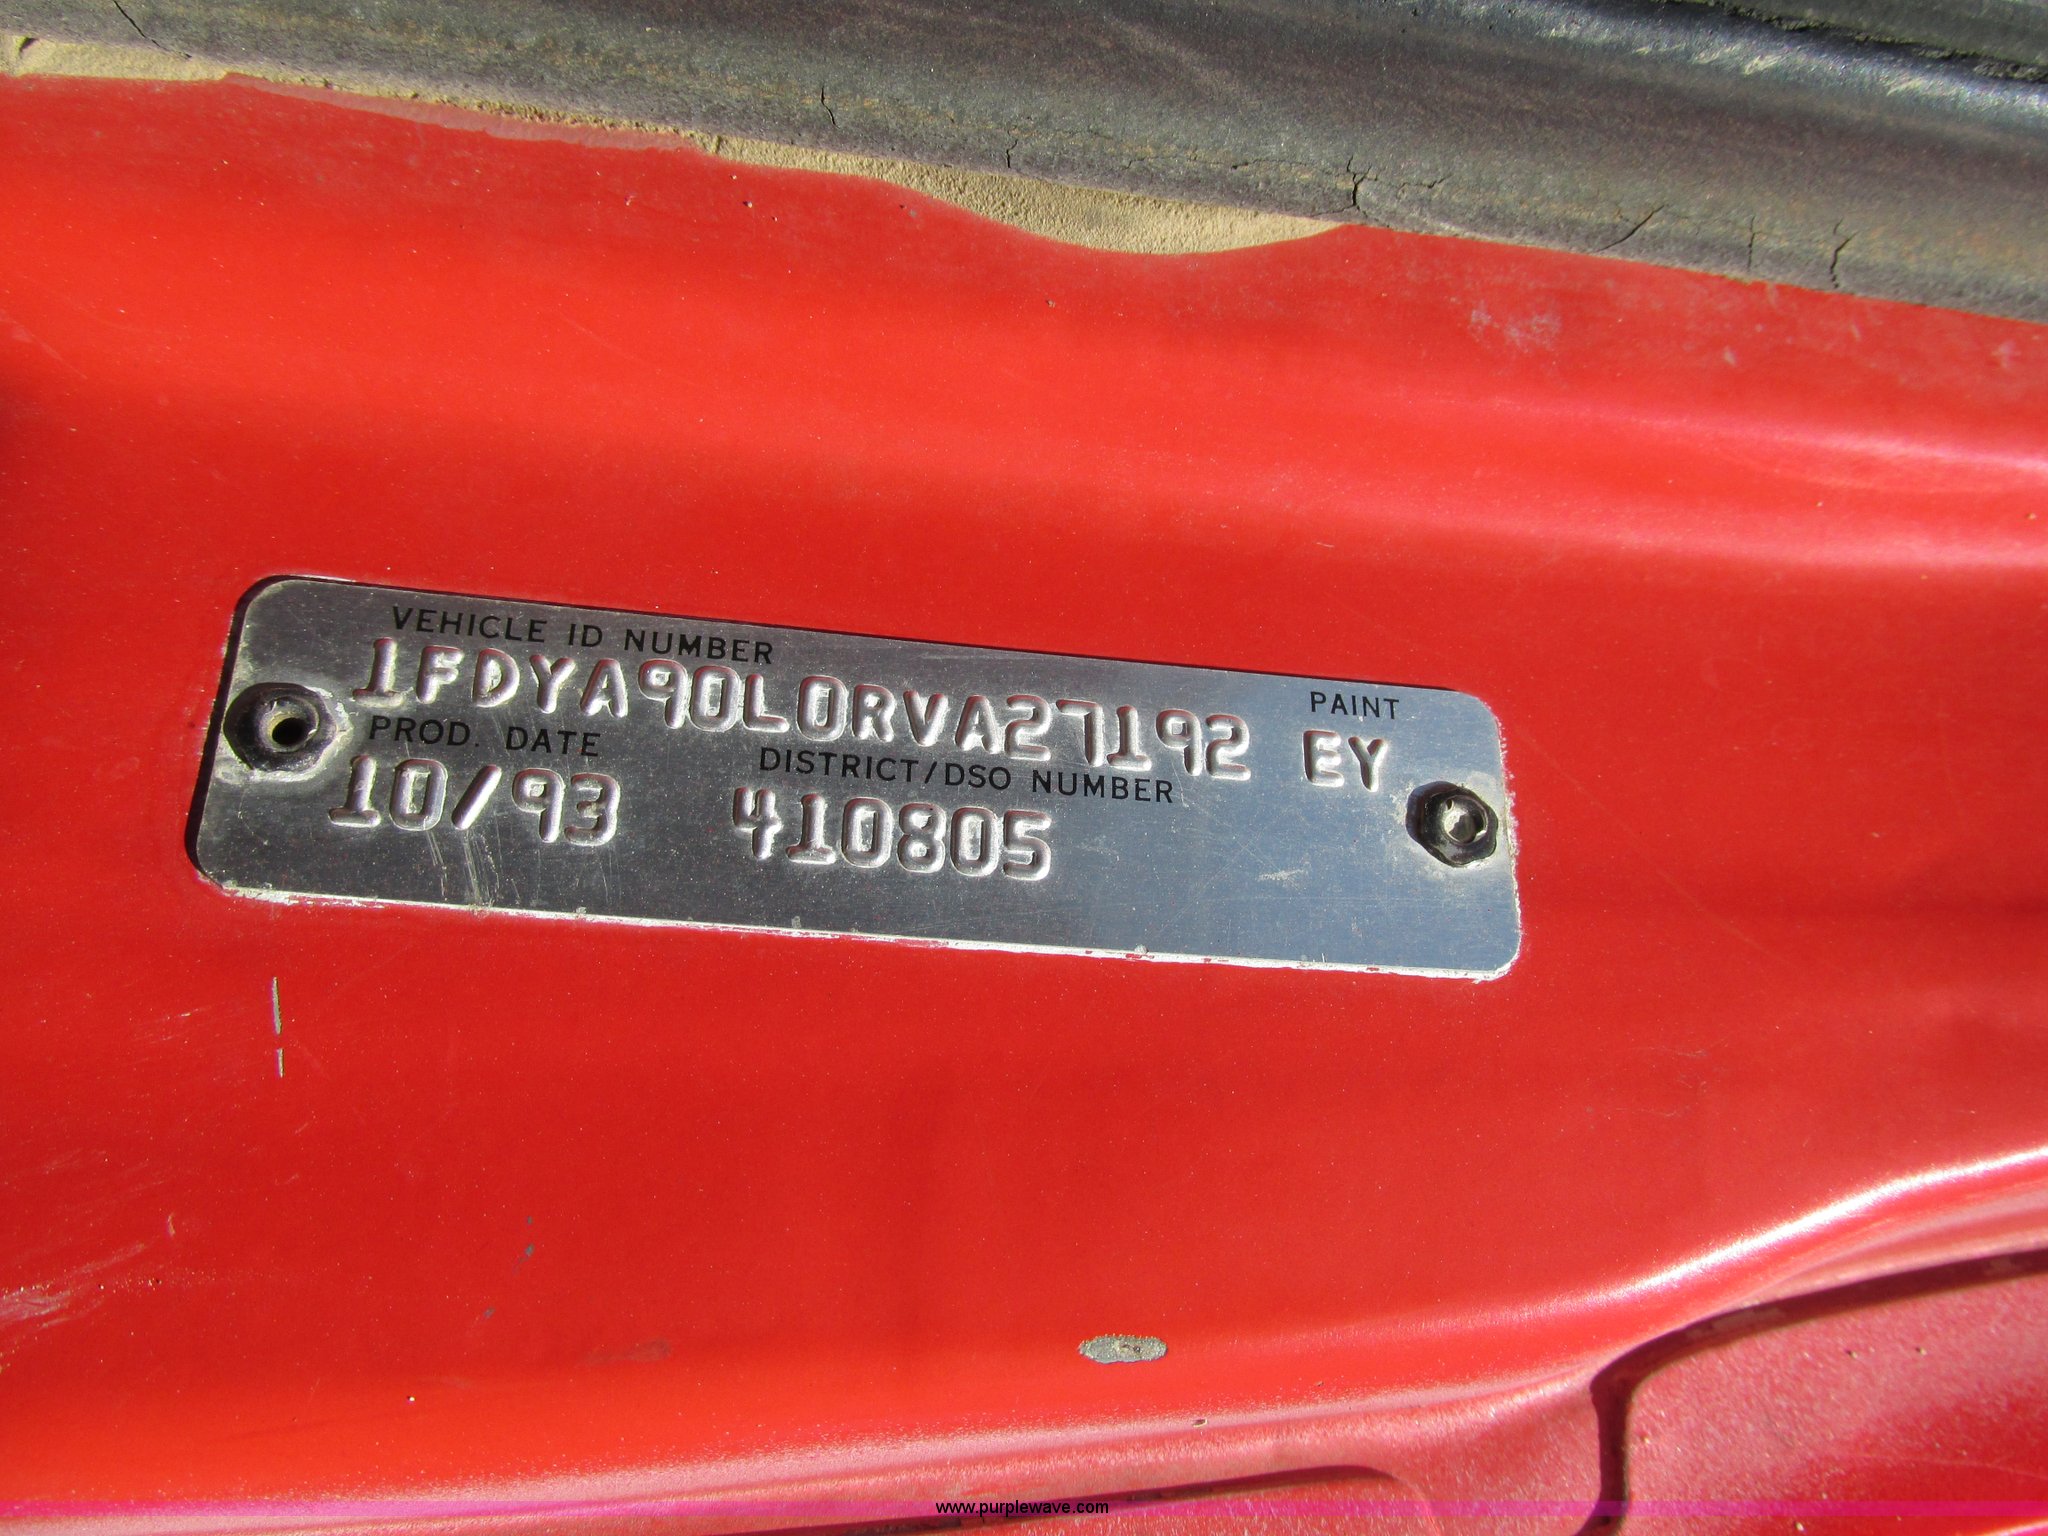 VEHICLE ID NUMBER
1FDYA90L0RVA27192
PAINT
EY
PROD. DATE
10/93
DISTRICT/DSO NUMBER
410805
www.purplewave.com